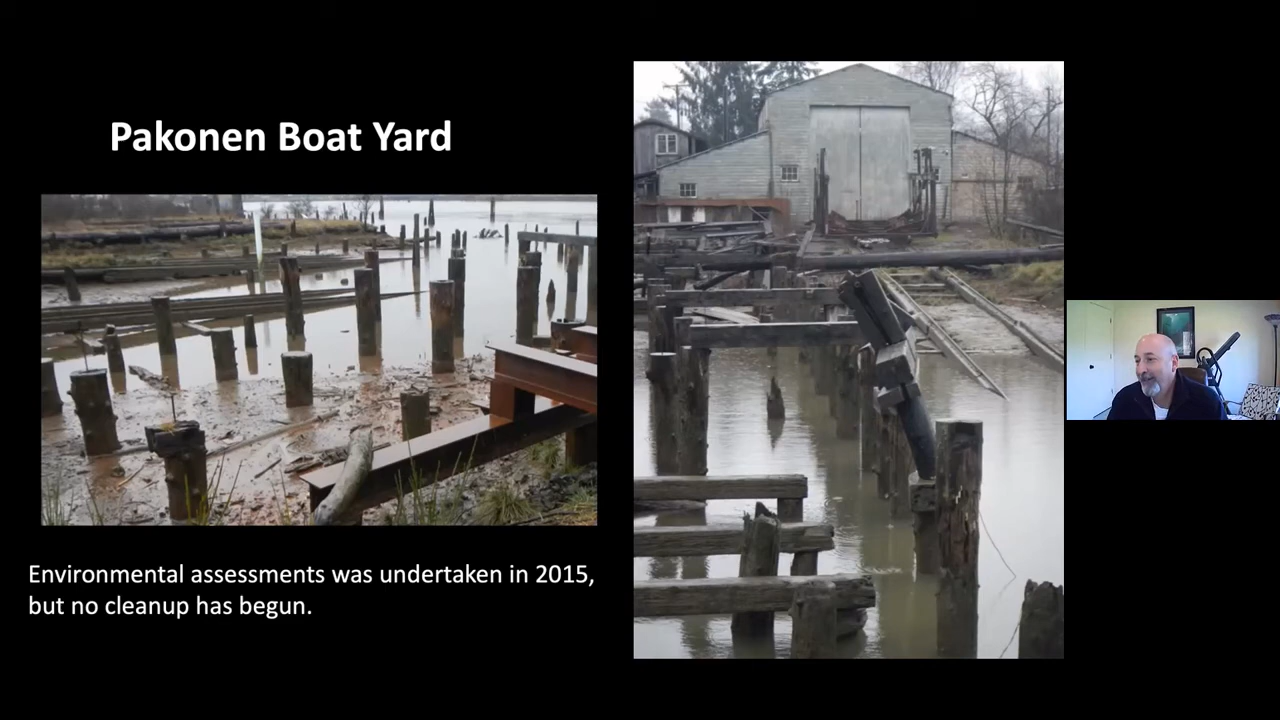 Pakonen Boat Yard
Environmental assessments was undertaken in 2015,
but no cleanup has begun.